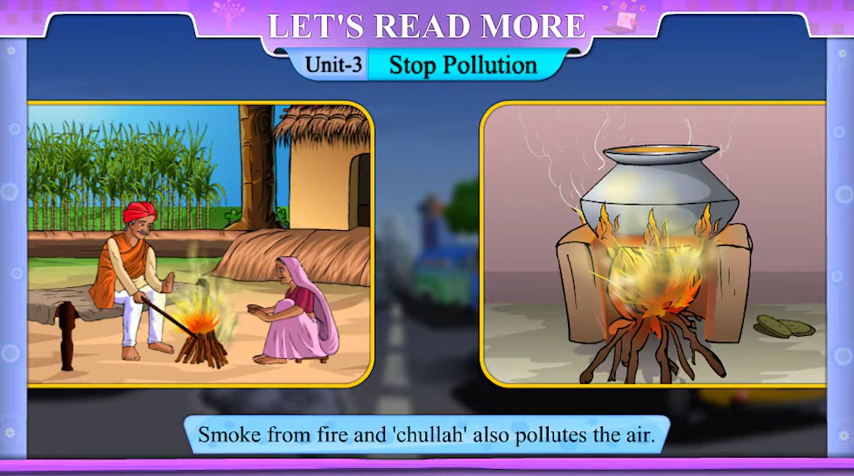 LET'S READ MORE
Unit-3 Stop Pollution
Smoke from fire and 'chullah' also pollutes the air.